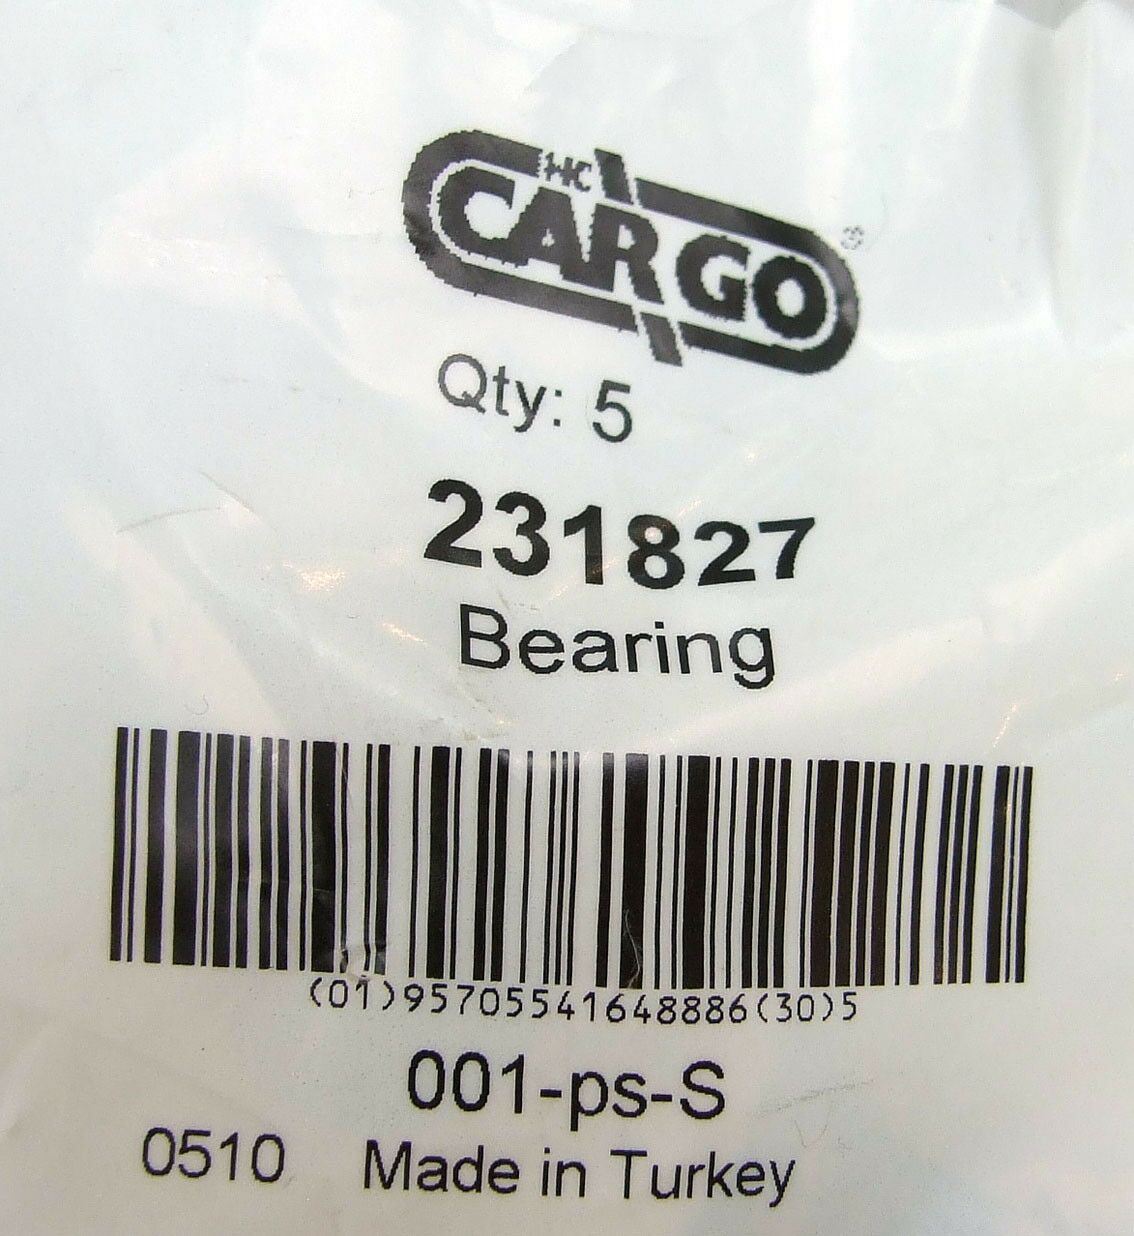 HC
CARGO®
Qty: 5
231827
Bearing
(01)95705541648886(30)5
001-ps-S
0510 Made in Turkey